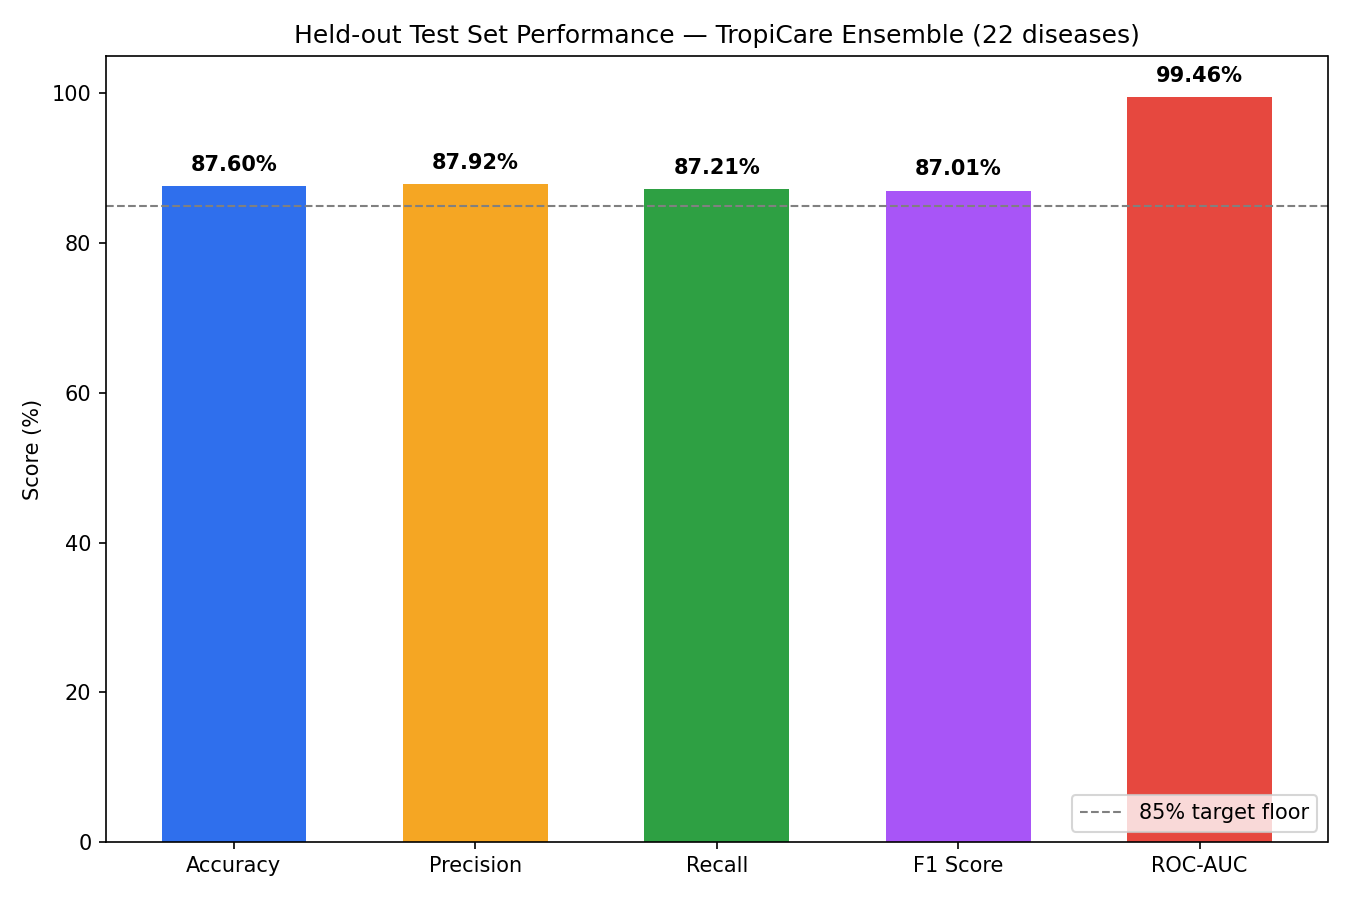 Held-out Test Set Performance — TropiCare Ensemble (22 diseases)
Score (%)
100
80
60
40
20
0
87.60%
87.92%
87.21%
87.01%
99.46%
85% target floor
Accuracy
Precision
Recall
F1 Score
ROC-AUC